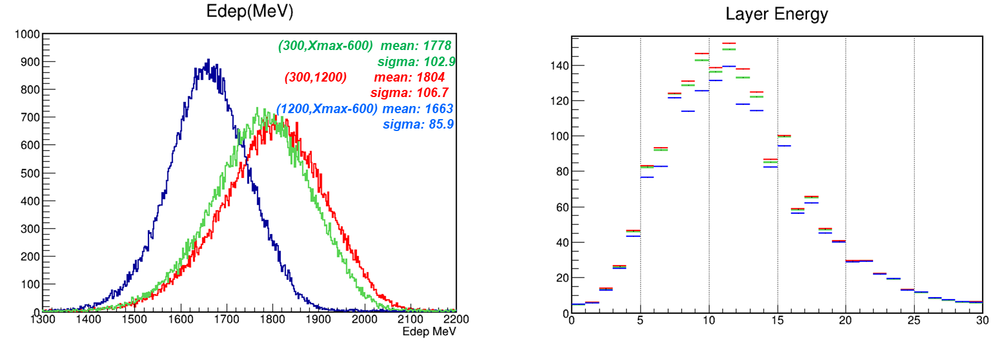 Edep(MeV)
1000
900
800
700
600
500
400
300
200
100
0
1300 1400 1500 1600 1700 1800 1900 2000 2100 2200
Edep MeV
(300,Xmax-600) mean: 1778
sigma: 102.9
(300,1200) mean: 1804
sigma: 106.7
(1200,Xmax-600) mean: 1663
sigma: 85.9
Layer Energy
140
120
100
80
60
40
20
0
0 5 10 15 20 25 30